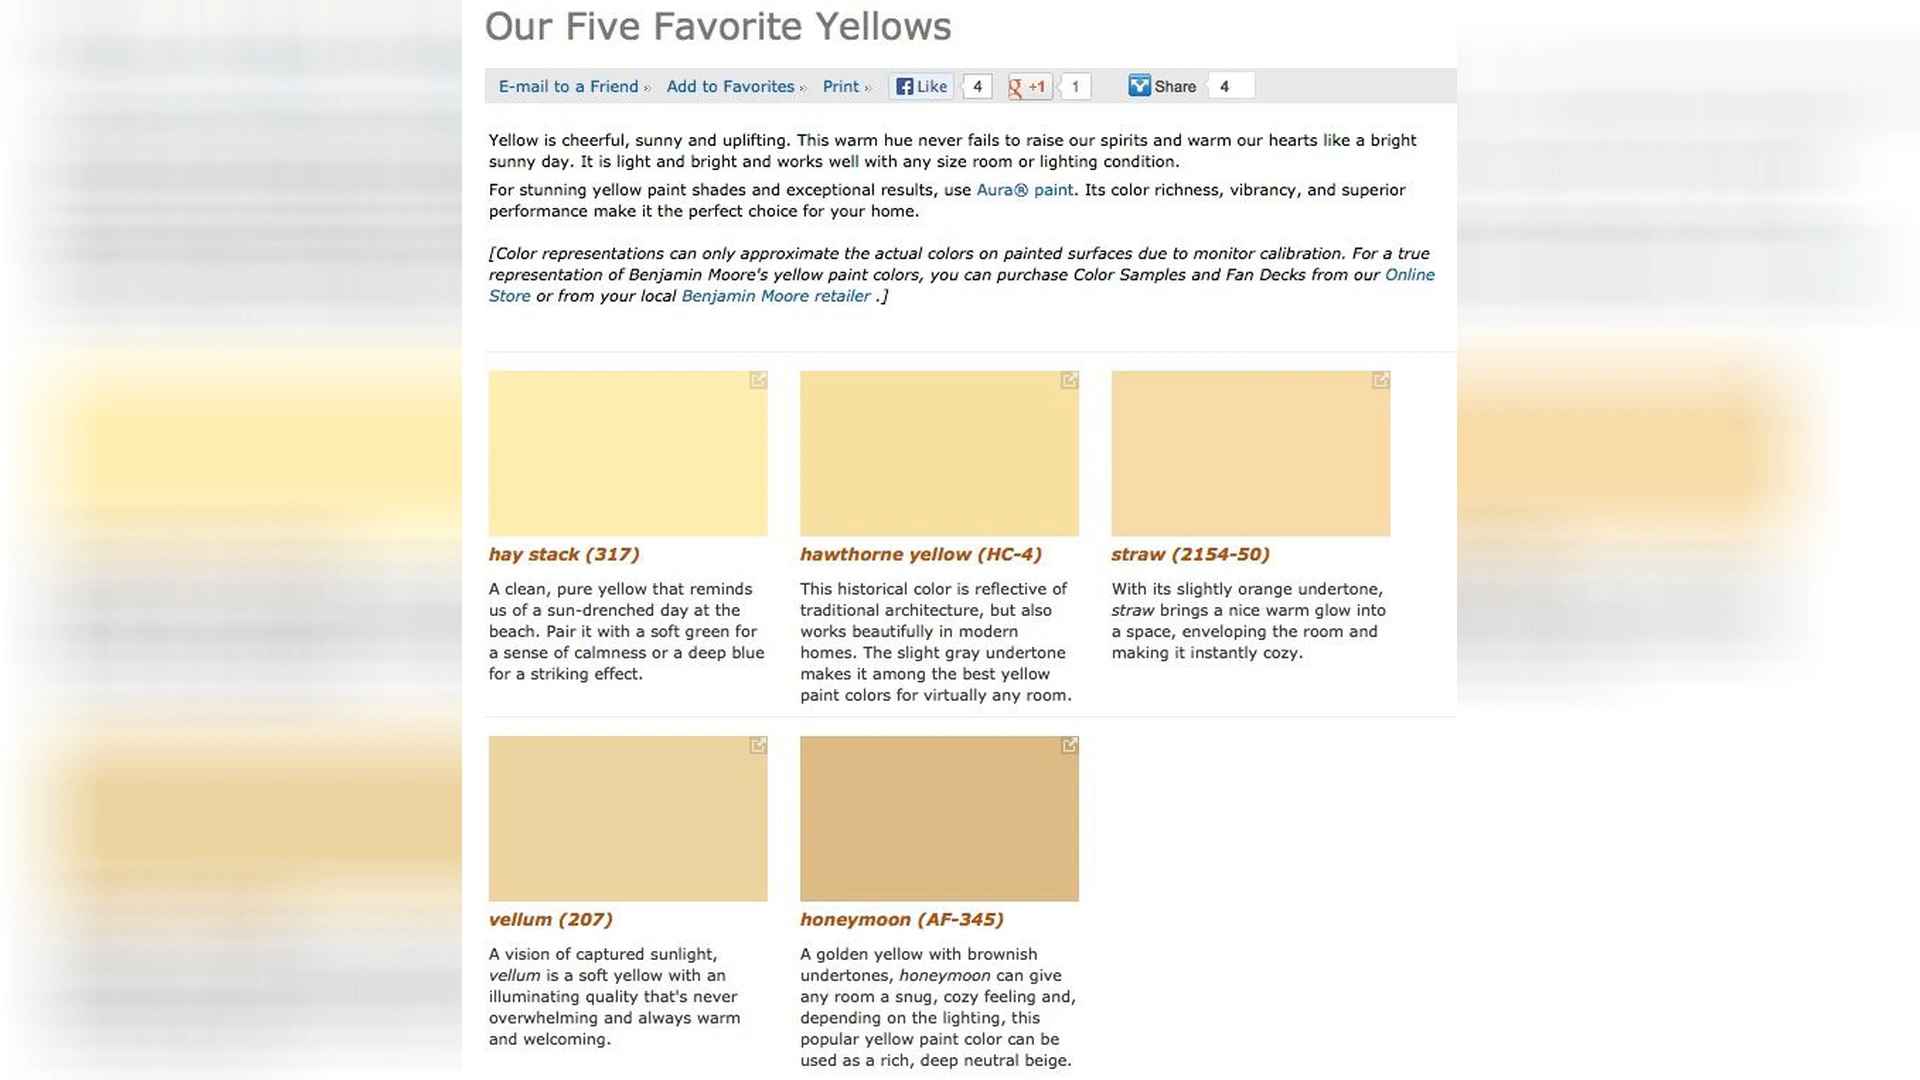 Our Five Favorite Yellows
E-mail to a Friend » Add to Favorites » Print » Like 4 g +1 1 Share 4
Yellow is cheerful, sunny and uplifting. This warm hue never fails to raise our spirits and warm our hearts like a bright
sunny day. It is light and bright and works well with any size room or lighting condition.
For stunning yellow paint shades and exceptional results, use Aura® paint. Its color richness, vibrancy, and superior
performance make it the perfect choice for your home.
[Color representations can only approximate the actual colors on painted surfaces due to monitor calibration. For a true
representation of Benjamin Moore's yellow paint colors, you can purchase Color Samples and Fan Decks from our Online
Store or from your local Benjamin Moore retailer .]
hay stack (317)
A clean, pure yellow that reminds
us of a sun-drenched day at the
beach. Pair it with a soft green for
a sense of calmness or a deep blue
for a striking effect.
hawthorne yellow (HC-4)
This historical color is reflective of
traditional architecture, but also
works beautifully in modern
homes. The slight gray undertone
makes it among the best yellow
paint colors for virtually any room.
straw (2154-50)
With its slightly orange undertone,
straw brings a nice warm glow into
a space, enveloping the room and
making it instantly cozy.
vellum (207)
A vision of captured sunlight,
vellum is a soft yellow with an
illuminating quality that's never
overwhelming and always warm
and welcoming.
honeymoon (AF-345)
A golden yellow with brownish
undertones, honeymoon can give
any room a snug, cozy feeling and,
depending on the lighting, this
popular yellow paint color can be
used as a rich, deep neutral beige.